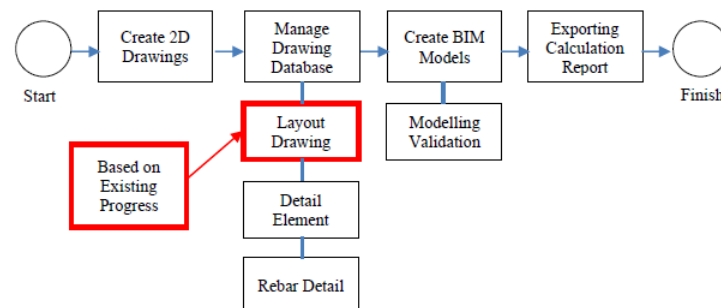 Start
Create 2D
Drawings
Manage
Drawing
Database
Create BIM
Models
Exporting
Calculation
Report
Finish
Layout
Drawing
Modelling
Validation
Based on
Existing
Progress
Detail
Element
Rebar Detail